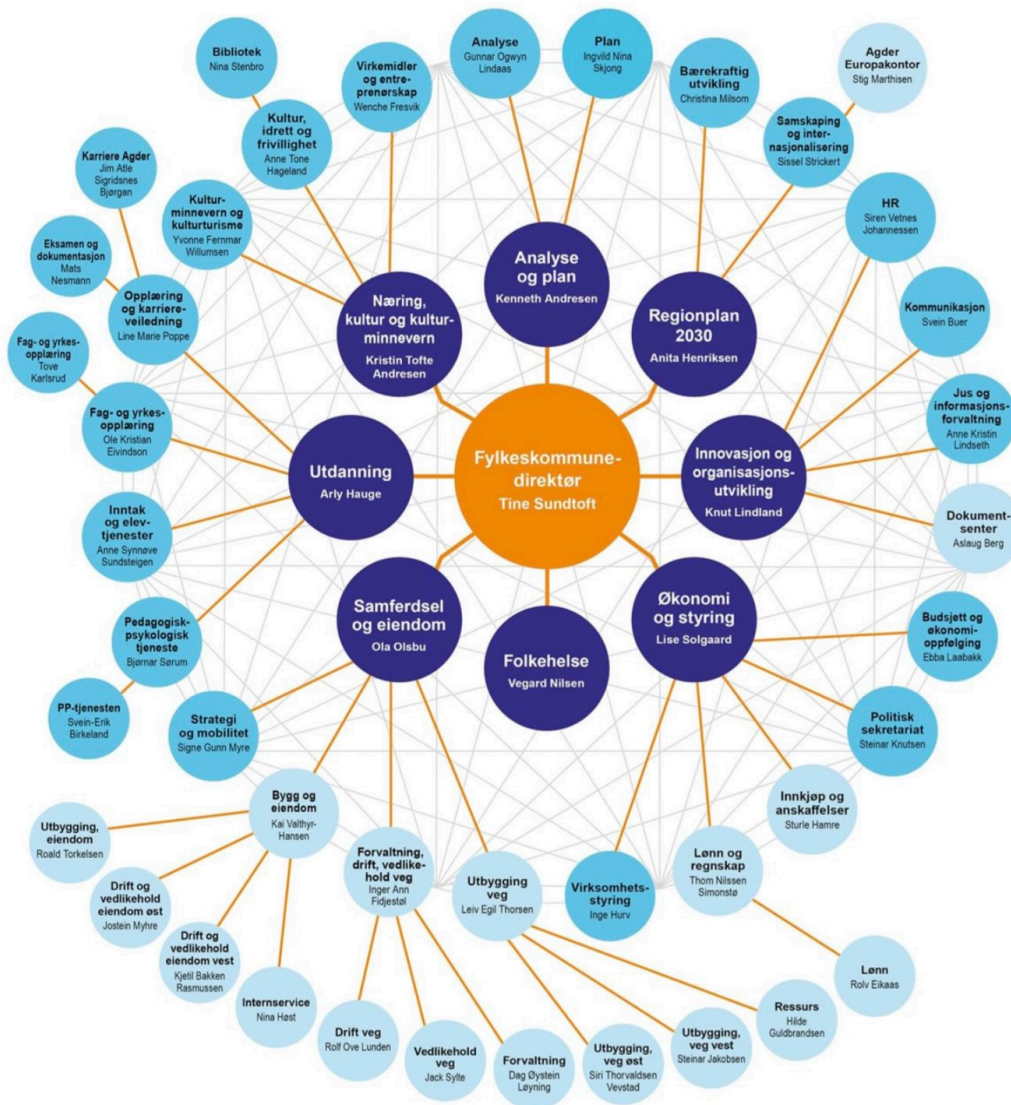 Bibliotek
Nina Stenbro
Virkemidler
og entre-
prenørskap
Wenche Fresvik
Analyse
Gunnar Ogwyn
Lindaas
Plan
Ingvild Nina
Skjong
Bærekraftig
utvikling
Christina Milsom
Agder
Europakontor
Stig Marthisen
Kultur,
idrett og
frivillighet
Anne Tone
Hageland
Samskaping
og inter-
nasjonalisering
Sissel Strickert
Karriere Agder
Jim Atle
Sigridsnes
Bjørgan
Kultur-
minnevern og
kulturturisme
Yvonne Fernmar
Willumsen
HR
Siren Vetnes
Johannessen
Eksamen og
dokumentasjon
Mats
Nesmann
Opplæring
og karriere-
veiledning
Line Marie Poppe
Næring,
kultur og kultur-
minnevern
Kristin Tofte
Andresen
Analyse
og plan
Kenneth Andresen
Regionplan
2030
Anita Henriksen
Kommunikasjon
Svein Buer
Fag- og yrkes-
opplæring
Tove
Karlsrud
Fag- og yrkes-
opplæring
Ole Kristian
Eivindson
Utdanning
Arly Hauge
Fylkeskommune-
direktør
Tine Sundtoft
Innovasjon og
organisasjons-
utvikling
Knut Lindland
Jus og
informasjons-
forvaltning
Anne Kristin
Lindseth
Inntak
og elev-
tjenester
Anne Synnøve
Sundsteigen
Dokument-
senter
Aslaug Berg
Pedagogisk-
psykologisk
tjeneste
Bjørnar Sørum
Samferdsel
og eiendom
Ola Olsbu
Folkehelse
Vegard Nilsen
Økonomi
og styring
Lise Solgaard
Budsjett og
økonomi-
oppfølging
Ebba Laabakk
PP-tjenesten
Svein-Erik
Birkeland
Strategi
og mobilitet
Signe Gunn Myre
Politisk
sekretariat
Steinar Knutsen
Bygg og
eiendom
Kai Valthyr-
Hansen
Innkjøp og
anskaffelser
Sturle Hamre
Utbygging,
eiendom
Roald Torkelsen
Forvaltning,
drift, vedlike-
hold veg
Inger Ann
Fidjestøl
Utbygging
veg
Leiv Egil Thorsen
Virksomhets-
styring
Inge Hurv
Lønn og
regnskap
Thom Nilssen
Simonstø
Drift og
vedlikehold
eiendom øst
Jostein Myhre
Drift og
vedlikehold
eiendom vest
Kjetil Bakken
Rasmussen
Internservice
Nina Høst
Drift veg
Rolf Ove Lunden
Vedlikehold
veg
Jack Sylte
Forvaltning
Dag Øystein
Løyning
Utbygging,
veg øst
Siri Thorvaldsen
Vevstad
Utbygging,
veg vest
Steinar Jakobsen
Ressurs
Hilde
Guldbrandsen
Lønn
Rolv Eikaas